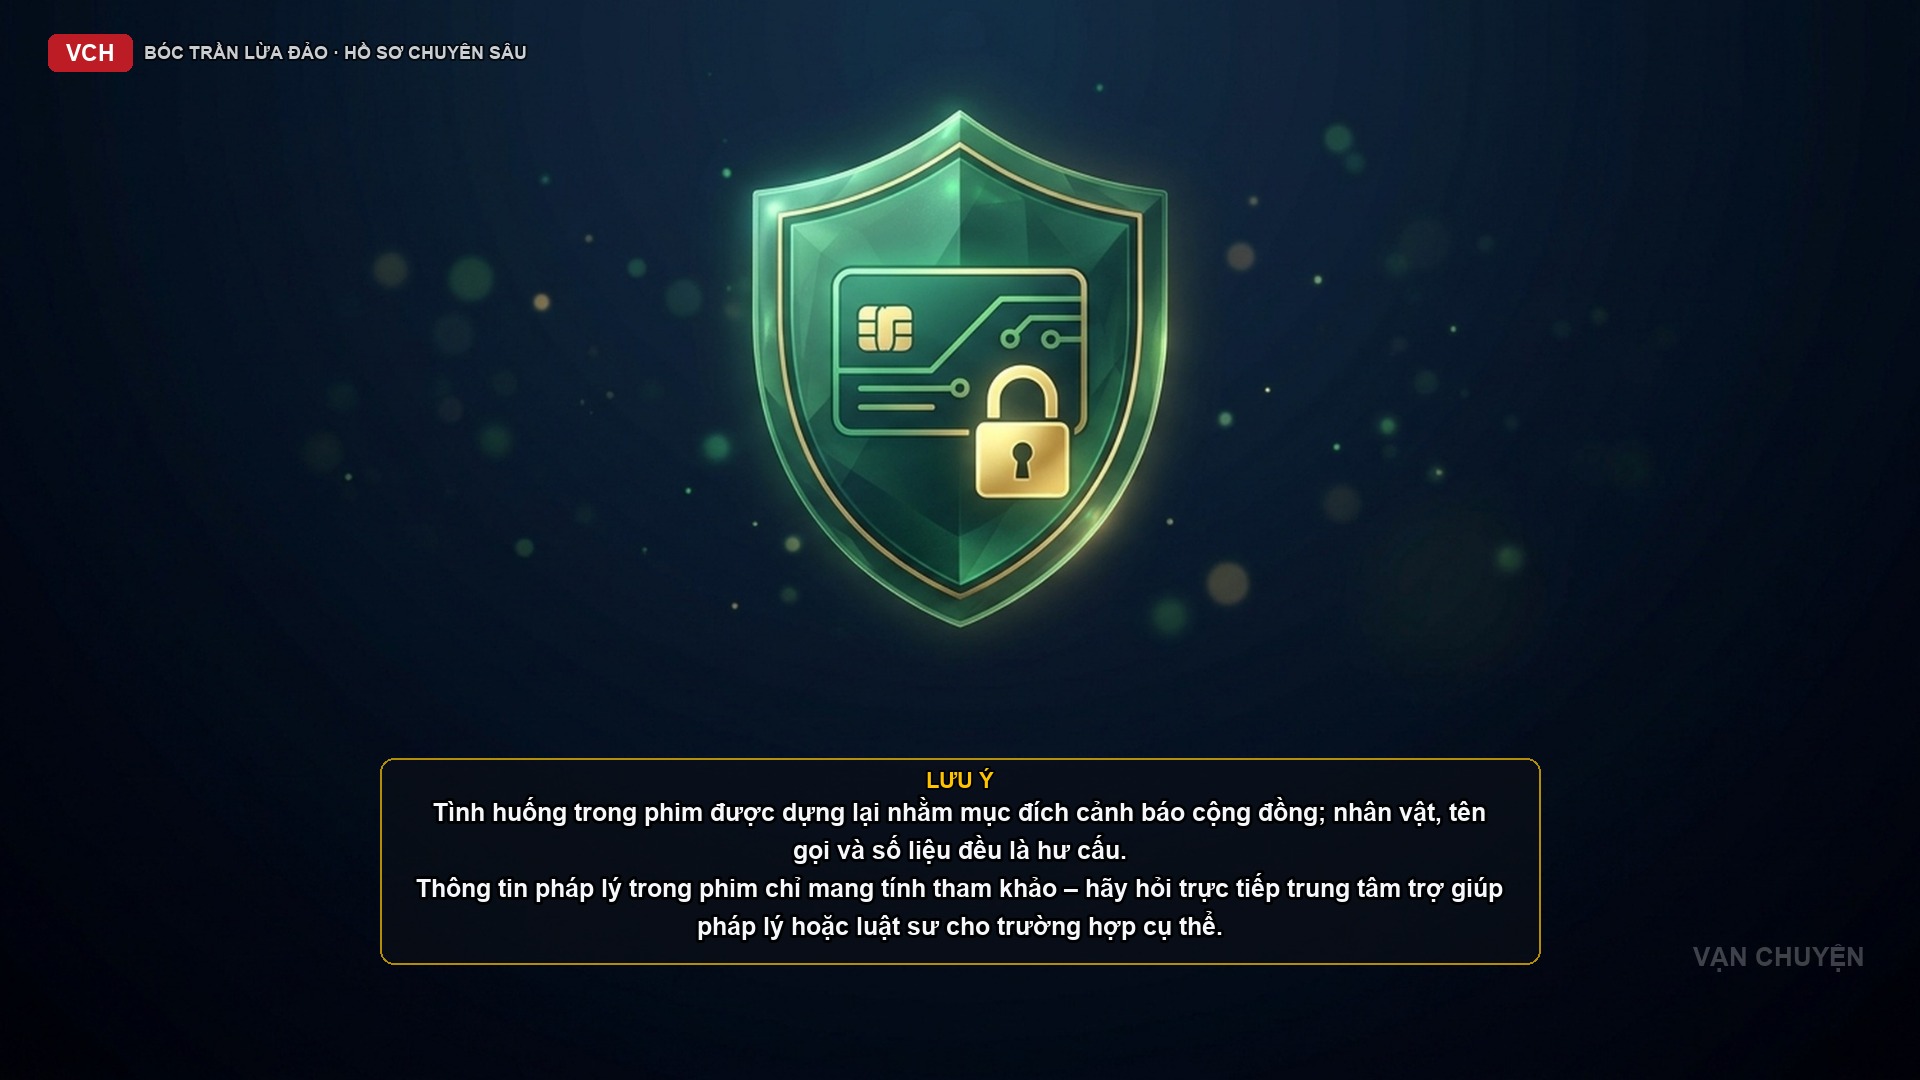 VCH BÓC TRẦN LỪA ĐẢO · HỒ SƠ CHUYÊN SÂU
LƯU Ý
Tình huống trong phim được dựng lại nhằm mục đích cảnh báo cộng đồng; nhân vật, tên
gọi và số liệu đều là hư cấu.
Thông tin pháp lý trong phim chỉ mang tính tham khảo – hãy hỏi trực tiếp trung tâm trợ giúp
pháp lý hoặc luật sư cho trường hợp cụ thể.
VẠN CHUYỆN